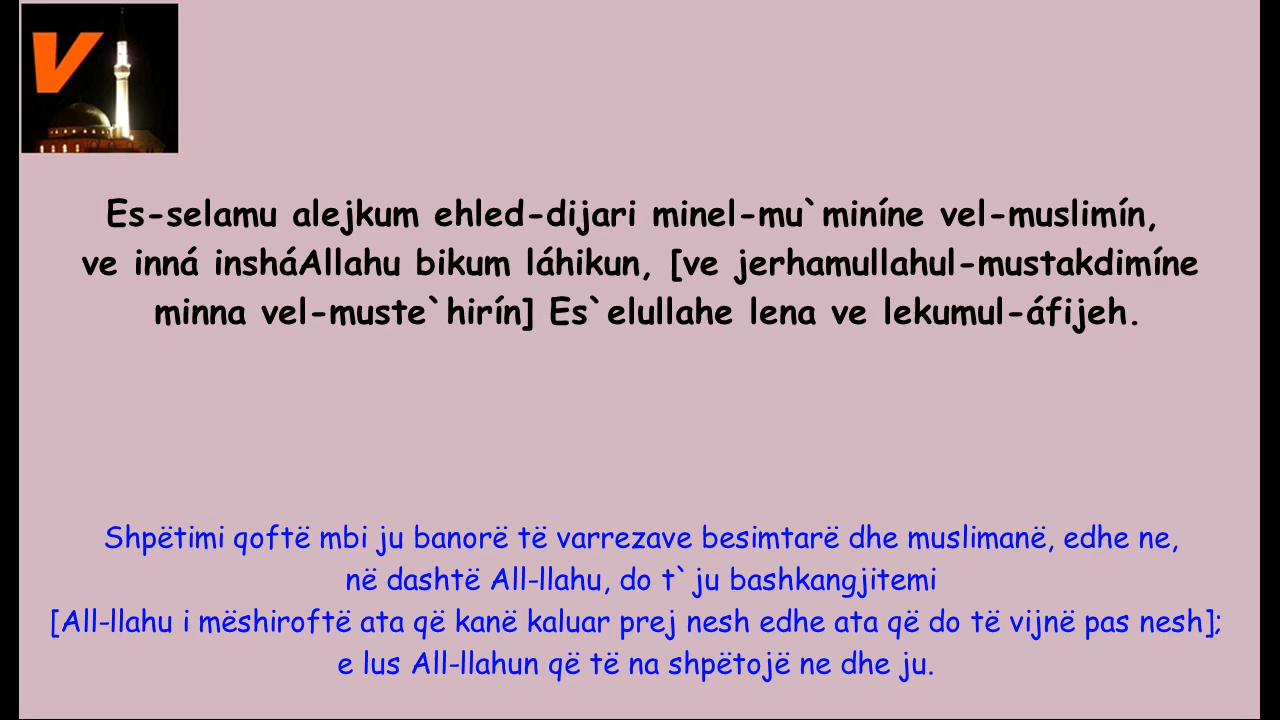 V
Es-selamu alejkum ehled-dijari minel-mu`miníne vel-muslimín,
ve inná insháAllahu bikum láhikun, [ve jerhamullahul-mustakdimíne
minna vel-muste`hirín] Es`elullahe lena ve lekumul-áfijeh.
Shpëtimi qoftë mbi ju banorë të varrezave besimtarë dhe muslimanë, edhe ne,
në dashtë All-llahu, do t`ju bashkangjitemi
[All-llahu i mëshiroftë ata që kanë kaluar prej nesh edhe ata që do të vijnë pas nesh];
e lus All-llahun që të na shpëtojë ne dhe ju.